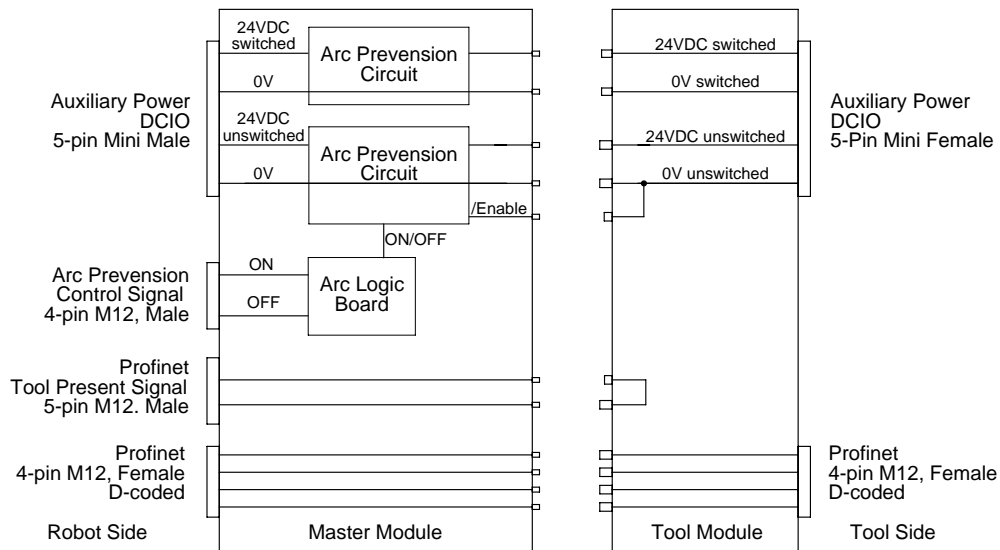 24VDC
switched
Arc Prevension
Circuit
0V
Auxiliary Power
DCIO
5-pin Mini Male
24VDC
unswitched
Arc Prevension
Circuit
0V
/Enable
ON/OFF
Arc Prevension
Control Signal
4-pin M12, Male
ON
OFF
Arc Logic
Board
Profinet
Tool Present Signal
5-pin M12. Male
Profinet
4-pin M12, Female
D-coded
Robot Side
Master Module
24VDC switched
0V switched
24VDC unswitched
0V unswitched
Auxiliary Power
DCIO
5-Pin Mini Female
Profinet
4-pin M12, Female
D-coded
Tool Module
Tool Side